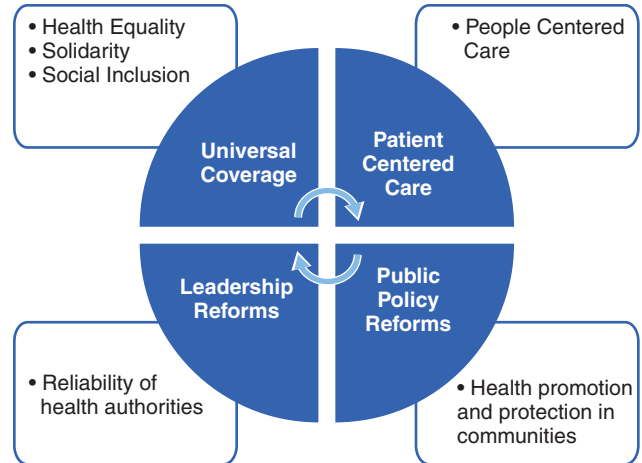 • Health Equality
• Solidarity
• Social Inclusion
• People Centered
Care
Universal
Coverage
Patient
Centered
Care
Leadership
Reforms
Public
Policy
Reforms
• Reliability of
health authorities
• Health promotion
and protection in
communities